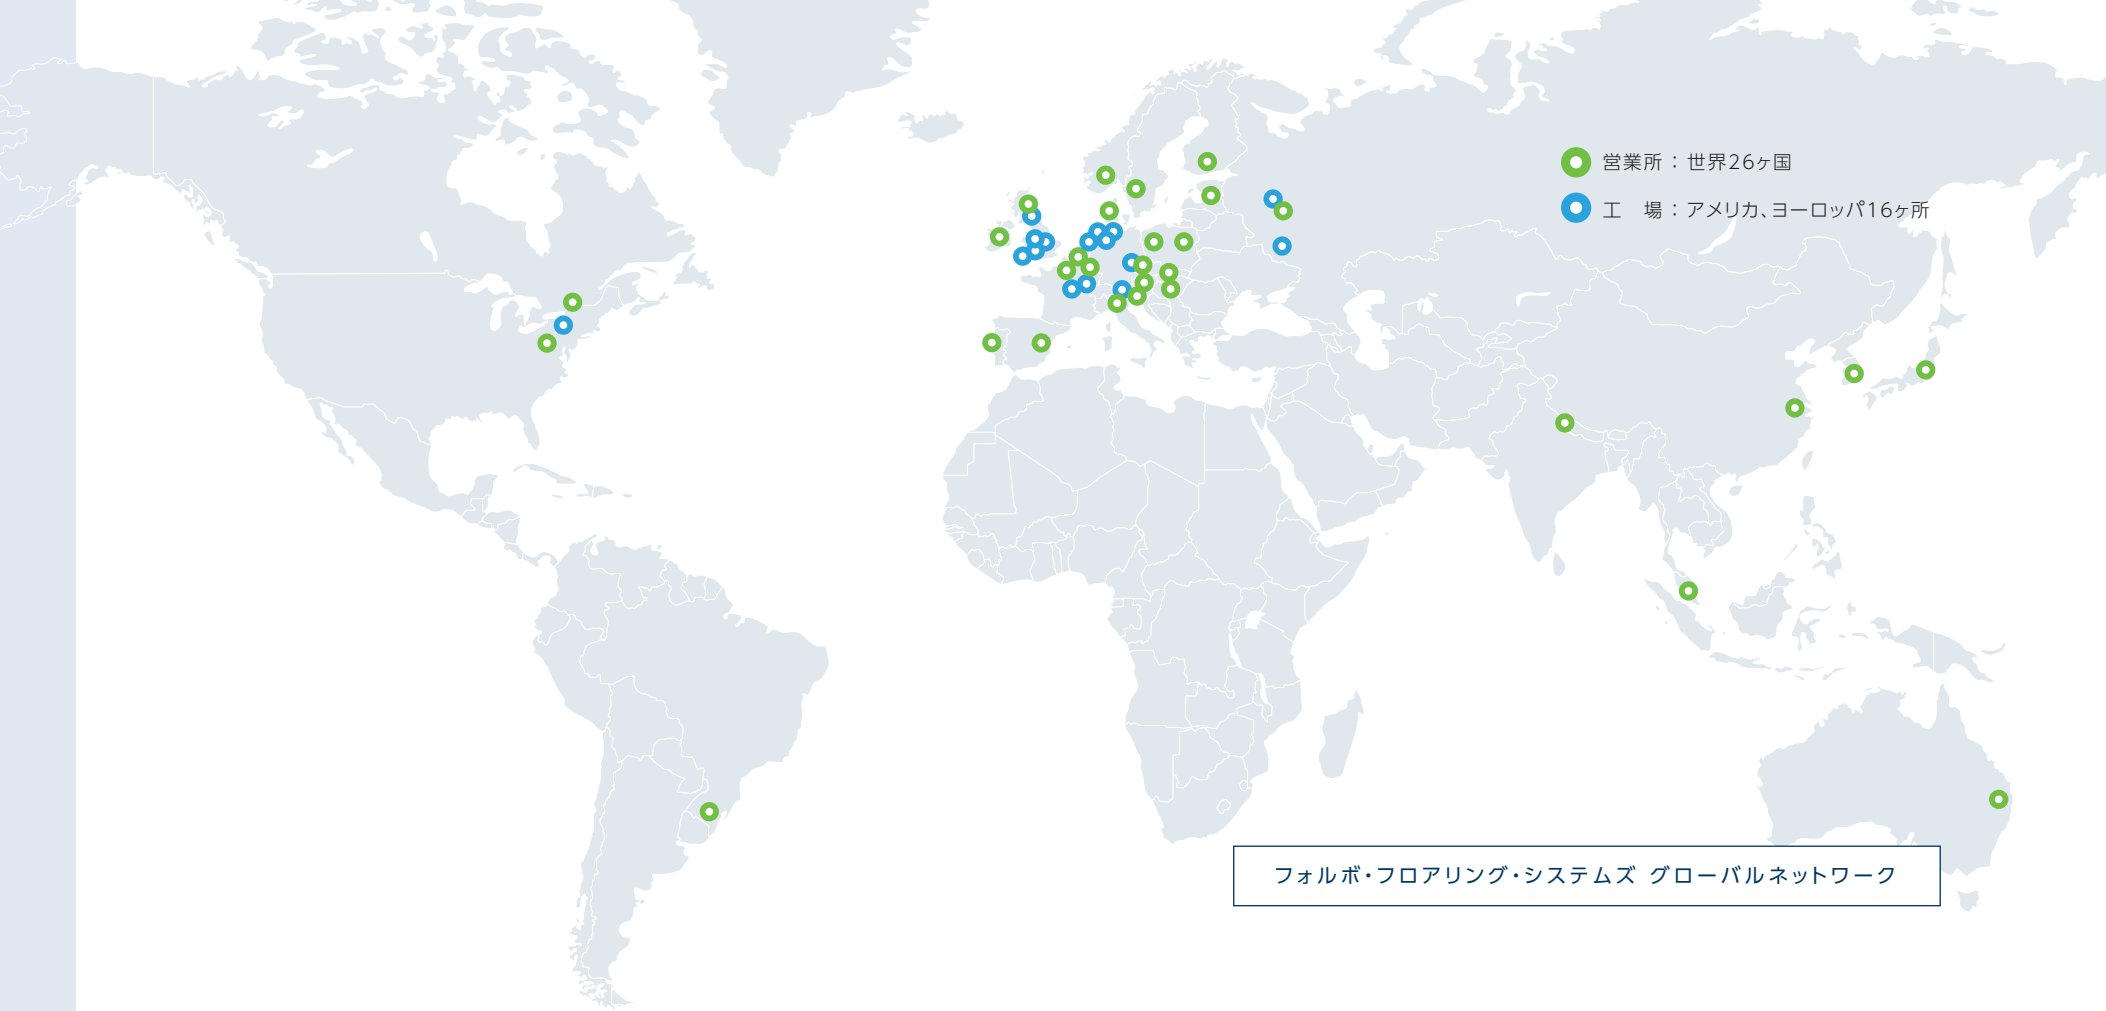 営業所：世界26ヶ国
工　場：アメリカ、ヨーロッパ16ヶ所
フォルボ・フロアリング・システムズ グローバルネットワーク